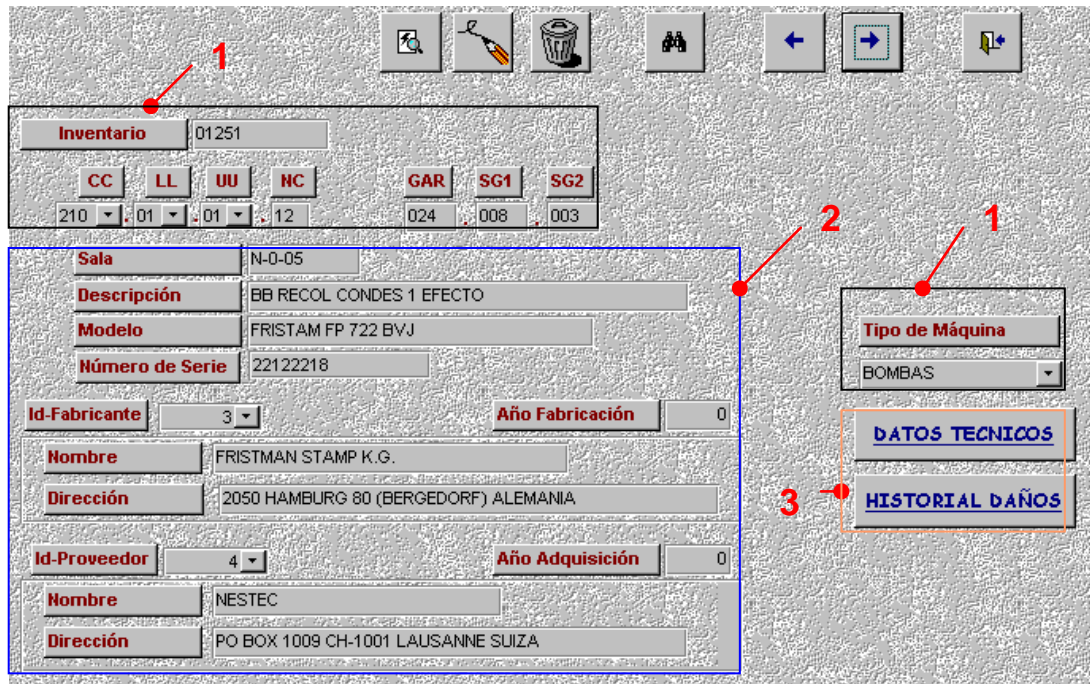 1
Inventario 01251
CC LL UU NC GAR SG1 SG2
210 . 01 . 01 . 12 024 . 008 . 003
2 1
Sala N-0-05
Descripción BB RECOL CONDES 1 EFECTO
Modelo FRISTAM FP 722 BVJ
Número de Serie 22122218
Tipo de Máquina
BOMBAS
Id-Fabricante 3 Año Fabricación 0
Nombre FRISTMAN STAMP K.G.
Dirección 2050 HAMBURG 80 (BERGEDORF) ALEMANIA
DATOS TECNICOS
3 HISTORIAL DAÑOS
Id-Proveedor 4 Año Adquisición 0
Nombre NESTEC
Dirección PO BOX 1009 CH-1001 LAUSANNE SUIZA